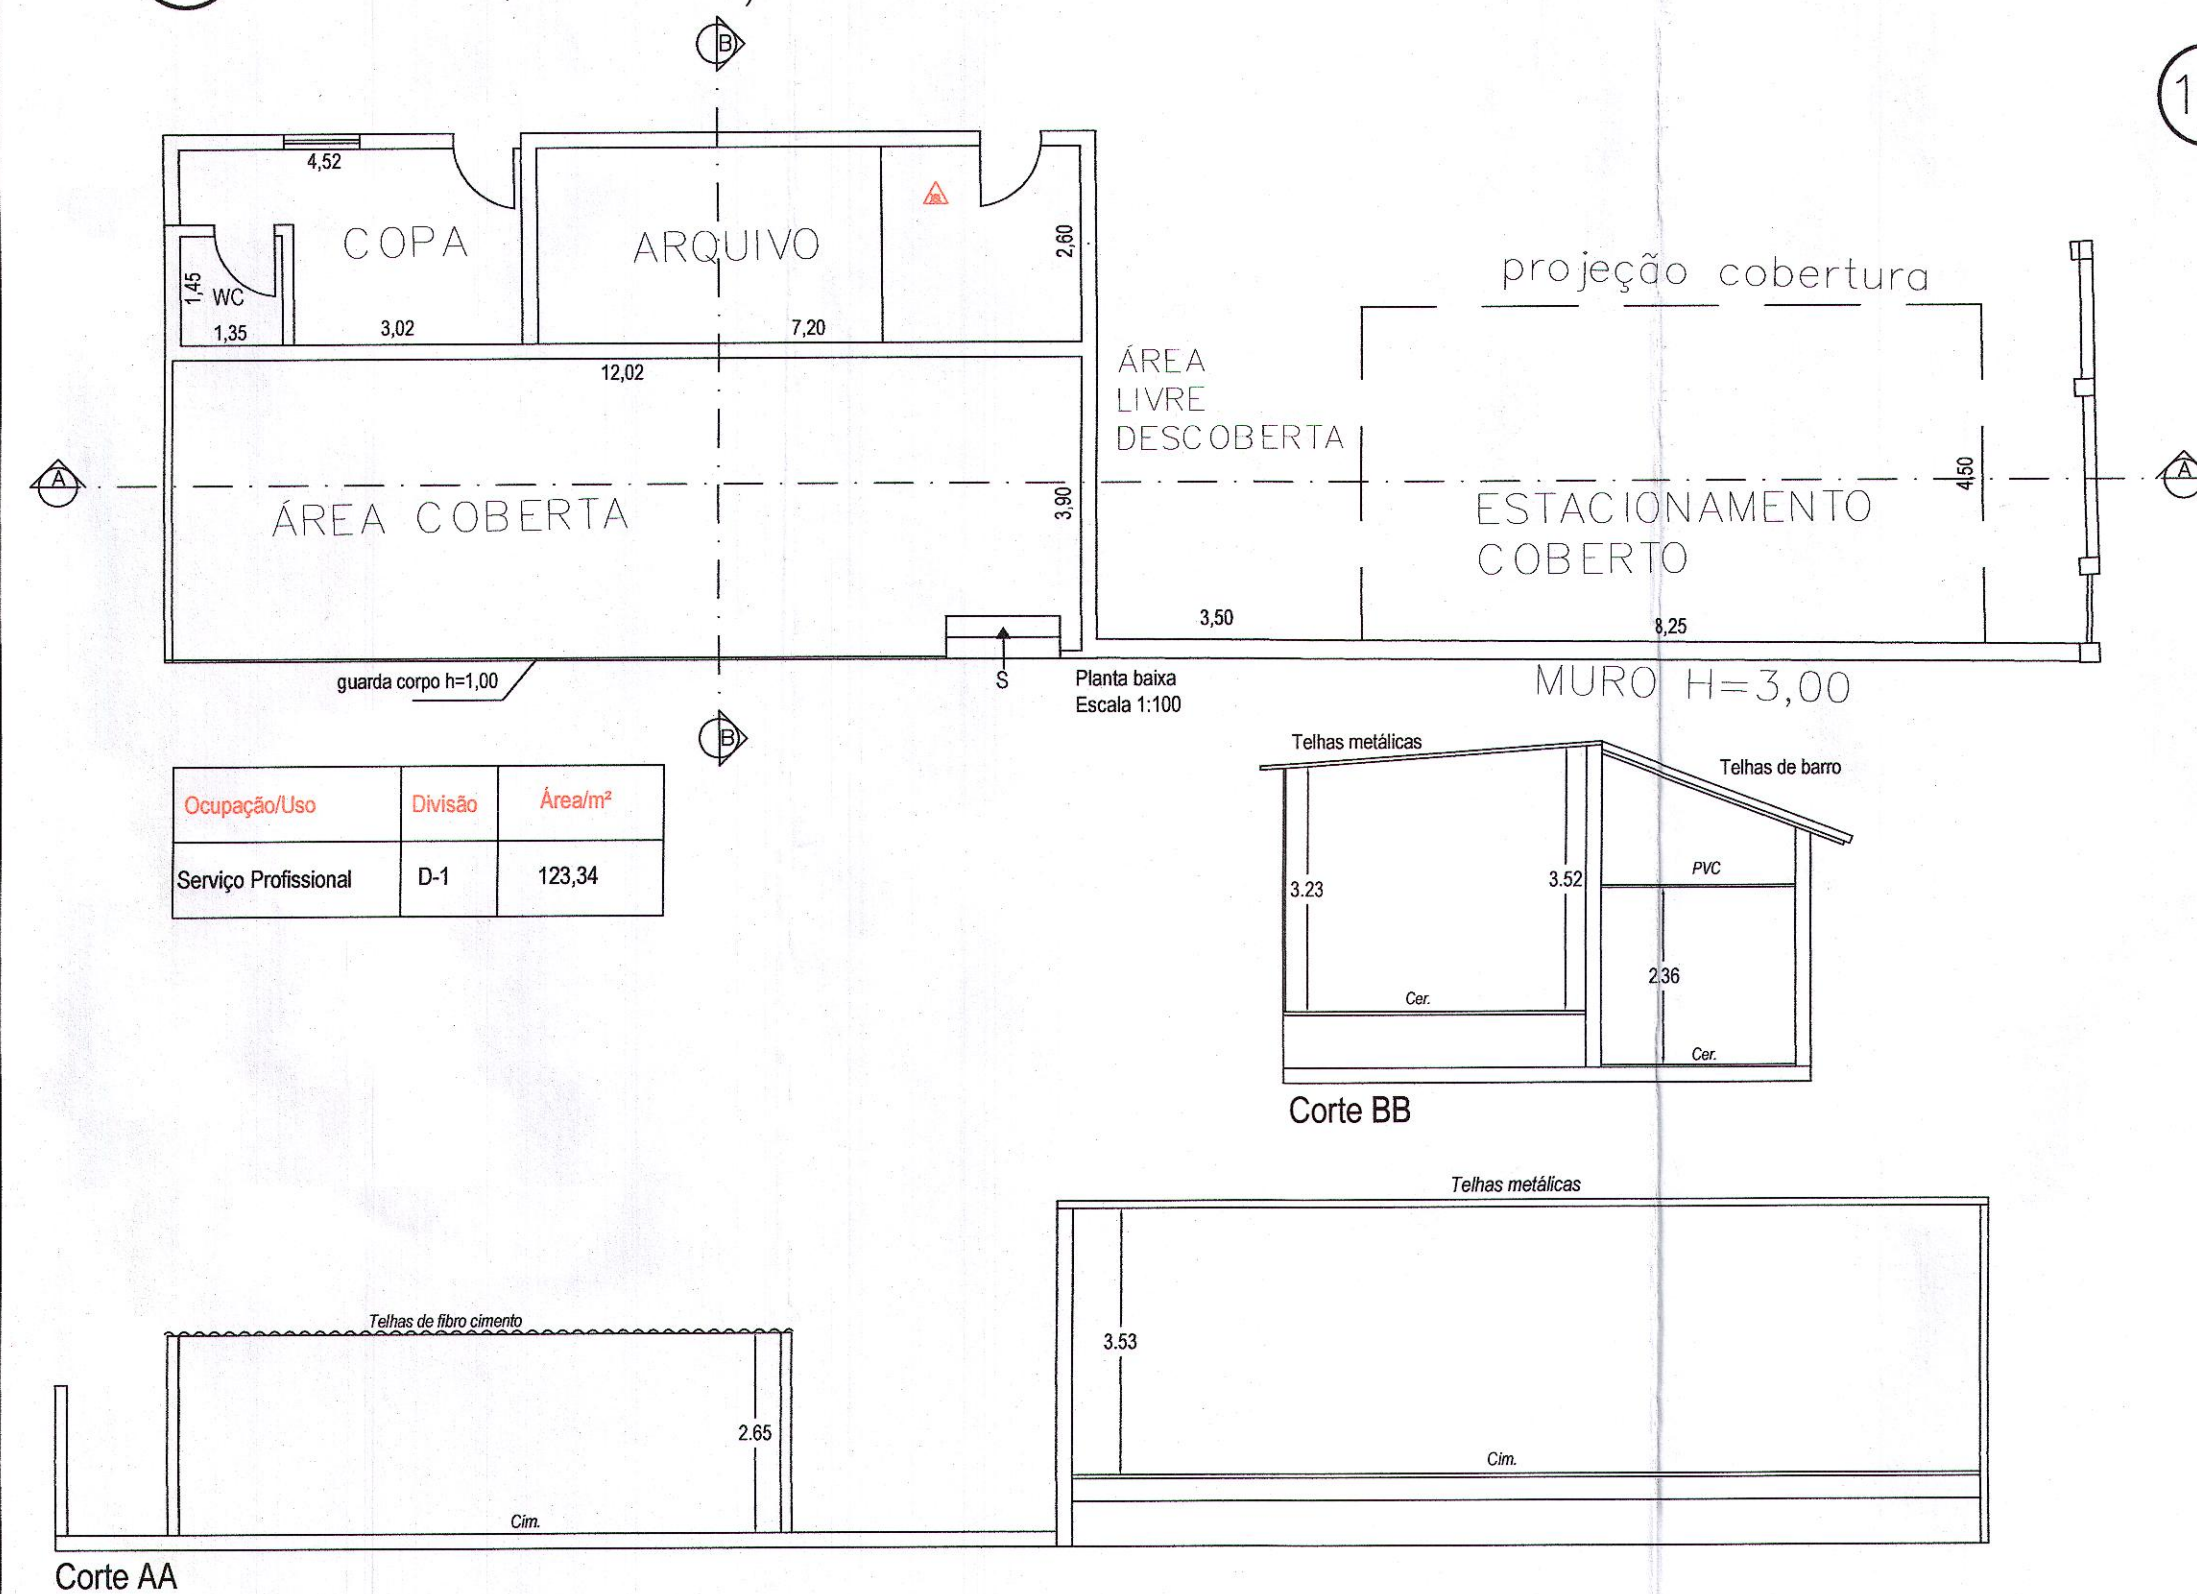 B
1
4,52
COPA
ARQUIVO
2,60
1,45
WC
1,35
3,02
7,20
projeção cobertura
12,02
ÁREA
LIVRE
DESCOBERTA
A
ÁREA COBERTA
3,90
4,50
A
ESTACIONAMENTO
COBERTO
3,50
8,25
guarda corpo h=1,00
S
Planta baixa
Escala 1:100
MURO H=3,00
B
Ocupação/Uso Divisão Área/m²
Serviço Profissional D-1 123,34
Telhas metálicas
Telhas de barro
3.23
3.52
PVC
2.36
Cer.
Cer.
Corte BB
Telhas metálicas
Telhas de fibro cimento
3.53
2.65
Cim.
Cim.
Corte AA